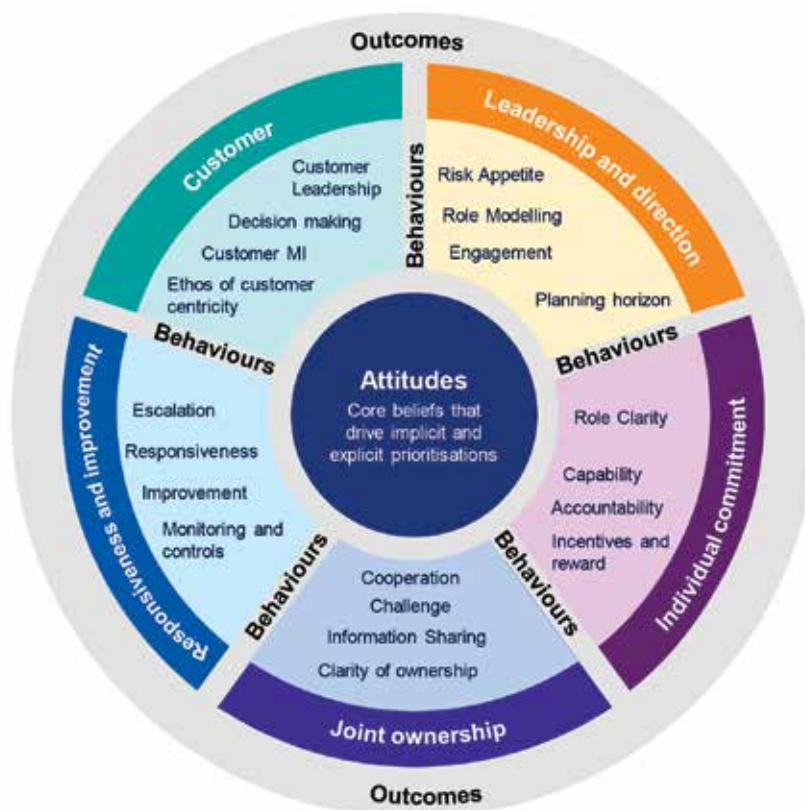 Outcomes
Customer
Customer
Leadership
Decision making
Customer MI
Ethos of customer
centricity
Behaviours
Leadership and direction
Risk Appetite
Role Modelling
Engagement
Planning horizon
Behaviours
Individual commitment
Role Clarity
Capability
Accountability
Incentives and
reward
Behaviours
Joint ownership
Cooperation
Challenge
Information Sharing
Clarity of ownership
Behaviours
Responsiveness and improvement
Escalation
Responsiveness
Improvement
Monitoring and
controls
Behaviours
Attitudes
Core beliefs that
drive implicit and
explicit prioritisations
Outcomes